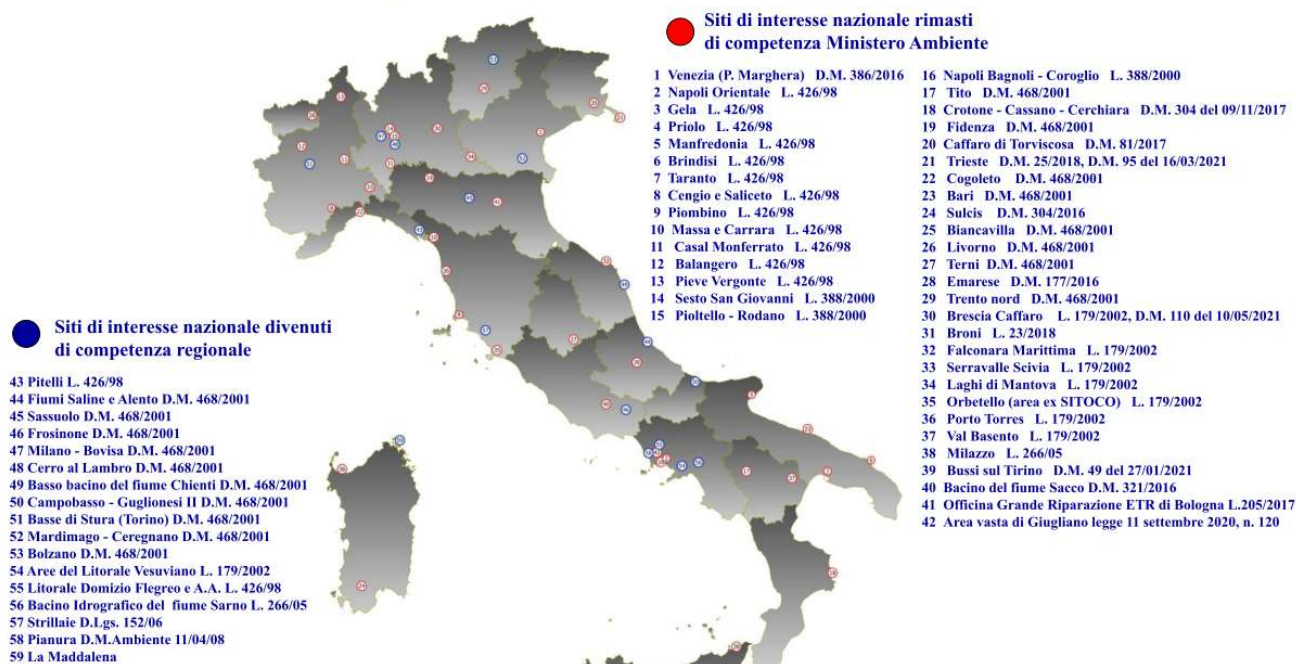 Siti di interesse nazionale rimasti
di competenza Ministero Ambiente
1 Venezia (P. Marghera) D.M. 386/2016
2 Napoli Orientale L. 426/98
3 Gela L. 426/98
4 Priolo L. 426/98
5 Manfredonia L. 426/98
6 Brindisi L. 426/98
7 Taranto L. 426/98
8 Cengio e Saliceto L. 426/98
9 Piombino L. 426/98
10 Massa e Carrara L. 426/98
11 Casal Monferrato L. 426/98
12 Balangero L. 426/98
13 Pieve Vergonte L. 426/98
14 Sesto San Giovanni L. 388/2000
15 Pioltello - Rodano L. 388/2000
16 Napoli Bagnoli - Coroglio L. 388/2000
17 Tito D.M. 468/2001
18 Crotone - Cassano - Cerchiara D.M. 304 del 09/11/2017
19 Fidenza D.M. 468/2001
20 Caffaro di Torviscosa D.M. 81/2017
21 Trieste D.M. 25/2018, D.M. 95 del 16/03/2021
22 Cogoleto D.M. 468/2001
23 Bari D.M. 468/2001
24 Sulcis D.M. 304/2016
25 Biancavilla D.M. 468/2001
26 Livorno D.M. 468/2001
27 Terni D.M. 468/2001
28 Emarese D.M. 177/2016
29 Trento nord D.M. 468/2001
30 Brescia Caffaro L. 179/2002, D.M. 110 del 10/05/2021
31 Broni L. 23/2018
32 Falconara Marittima L. 179/2002
33 Serravalle Scivia L. 179/2002
34 Laghi di Mantova L. 179/2002
35 Orbetello (area ex SITOCO) L. 179/2002
36 Porto Torres L. 179/2002
37 Val Basento L. 179/2002
38 Milazzo L. 266/05
39 Bussi sul Tirino D.M. 49 del 27/01/2021
40 Bacino del fiume Sacco D.M. 321/2016
41 Officina Grande Riparazione ETR di Bologna L.205/2017
42 Area vasta di Giugliano legge 11 settembre 2020, n. 120
Siti di interesse nazionale divenuti
di competenza regionale
43 Pitelli L. 426/98
44 Fiumi Saline e Alento D.M. 468/2001
45 Sassuolo D.M. 468/2001
46 Frosinone D.M. 468/2001
47 Milano - Bovisa D.M. 468/2001
48 Cerro al Lambro D.M. 468/2001
49 Basso bacino del fiume Chienti D.M. 468/2001
50 Campobasso - Guglionesi II D.M. 468/2001
51 Basse di Stura (Torino) D.M. 468/2001
52 Mardimago - Ceregnano D.M. 468/2001
53 Bolzano D.M. 468/2001
54 Aree del Litorale Vesuviano L. 179/2002
55 Litorale Domizio Flegreo e A.A. L. 426/98
56 Bacino Idrografico del fiume Sarno L. 266/05
57 Strillaie D.Lgs. 152/06
58 Pianura D.M.Ambiente 11/04/08
59 La Maddalena